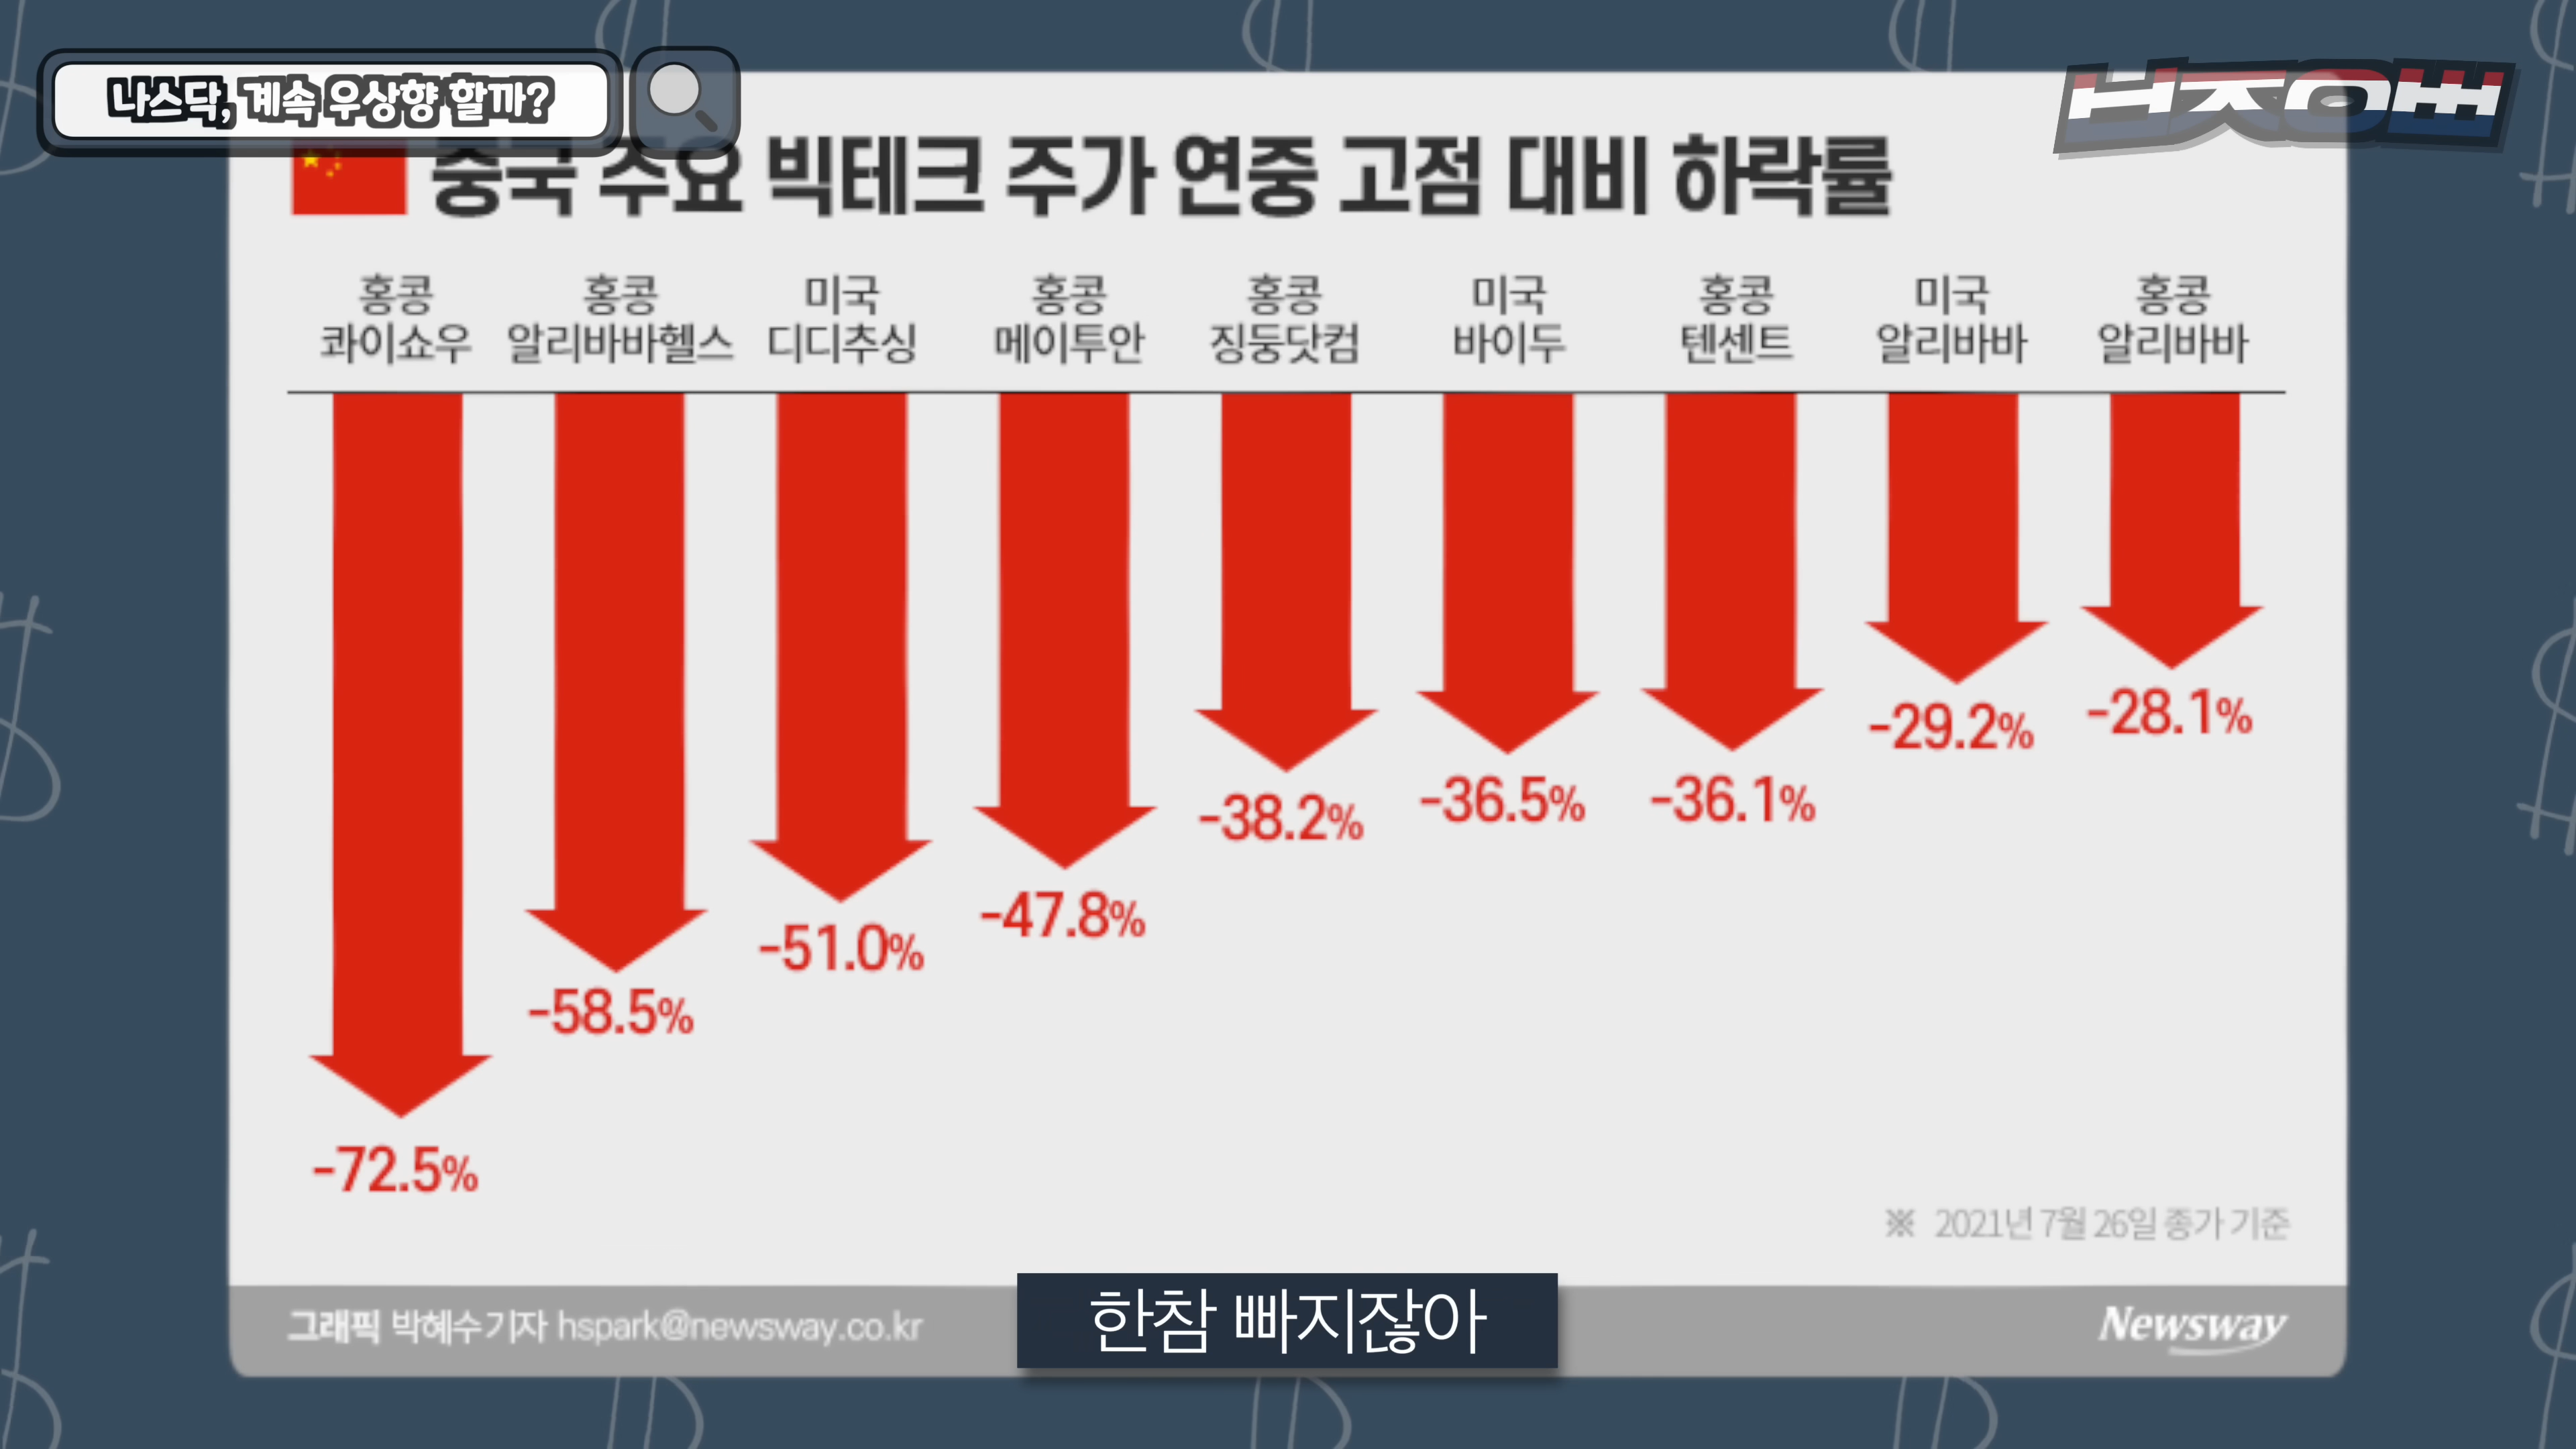 나스닥, 계속 우상향 할까?
중국 주요 빅테크 주가 연중 고점 대비 하락률
홍콩
콰이쇼우
홍콩
알리바바헬스
미국
디디추싱
홍콩
메이투안
홍콩
징둥닷컴
미국
바이두
홍콩
텐센트
미국
알리바바
홍콩
알리바바
-72.5%
-58.5%
-51.0%
-47.8%
-38.2%
-36.5%
-36.1%
-29.2%
-28.1%
※ 2021년 7월 26일 종가 기준
그래픽 박혜수 기자 hspark@newsway.co.kr
Newsway
한참 빠지잖아